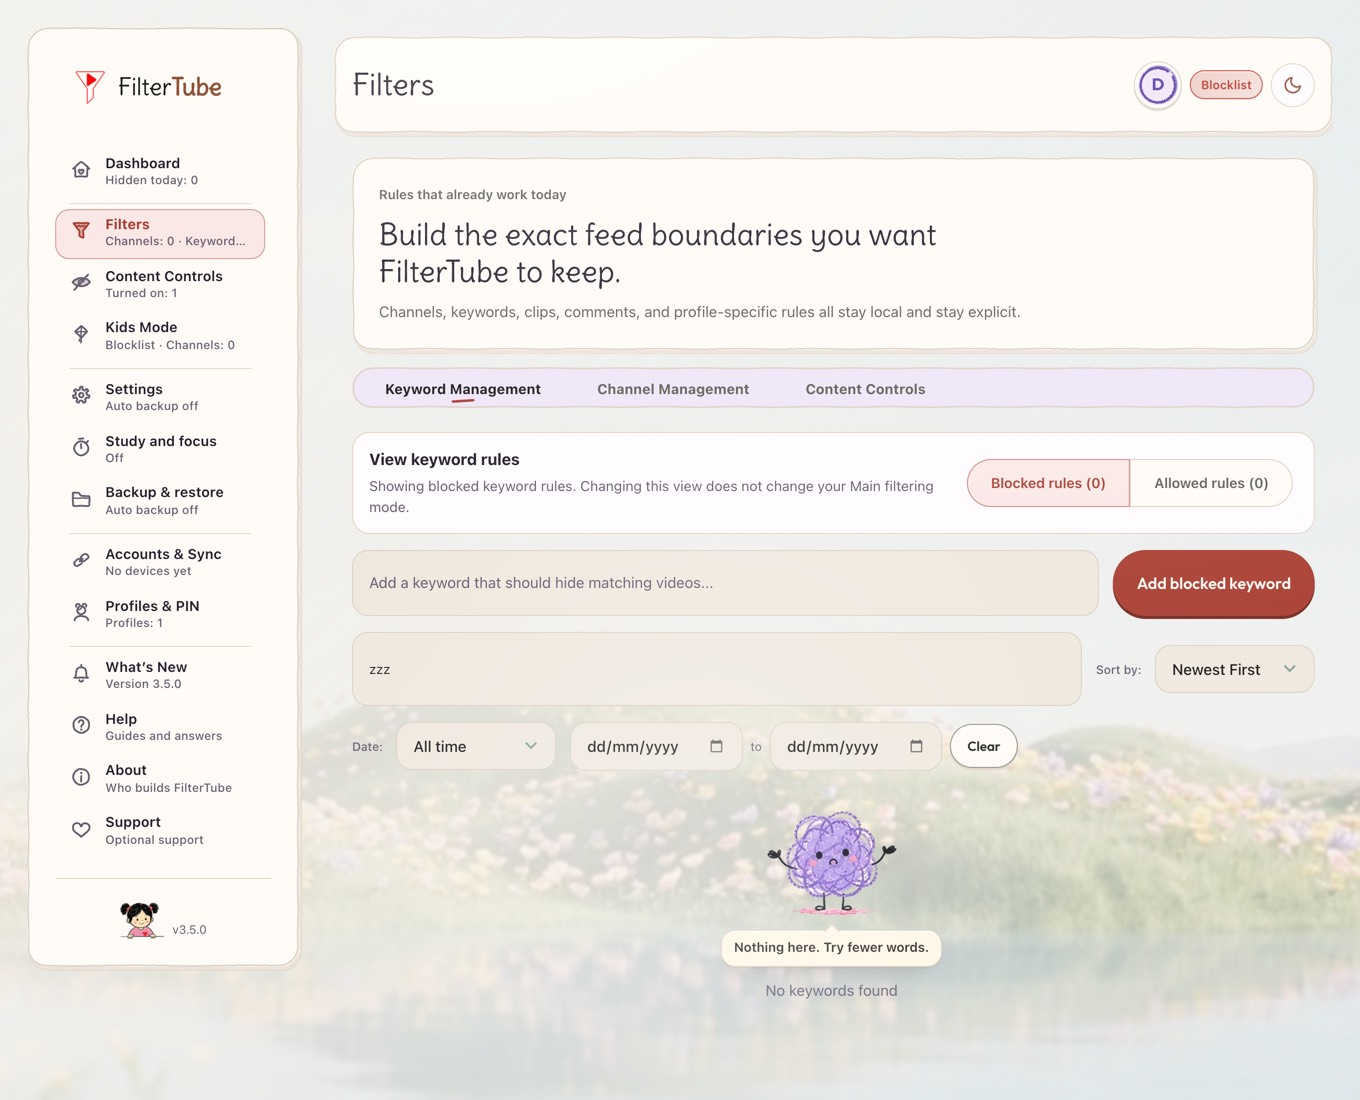 FilterTube
Dashboard
Hidden today: 0
Filters
Channels: 0 · Keyword...
Content Controls
Turned on: 1
Kids Mode
Blocklist · Channels: 0
Settings
Auto backup off
Study and focus
Off
Backup & restore
Auto backup off
Accounts & Sync
No devices yet
Profiles & PIN
Profiles: 1
What's New
Version 3.5.0
Help
Guides and answers
About
Who builds FilterTube
Support
Optional support
v3.5.0
Filters
D
Blocklist
Rules that already work today
Build the exact feed boundaries you want
FilterTube to keep.
Channels, keywords, clips, comments, and profile-specific rules all stay local and stay explicit.
Keyword Management
Channel Management
Content Controls
View keyword rules
Showing blocked keyword rules. Changing this view does not change your Main filtering
mode.
Blocked rules (0)
Allowed rules (0)
Add a keyword that should hide matching videos...
Add blocked keyword
zzz
Sort by:
Newest First
Date:
All time
dd/mm/yyyy
to
dd/mm/yyyy
Clear
Nothing here. Try fewer words.
No keywords found